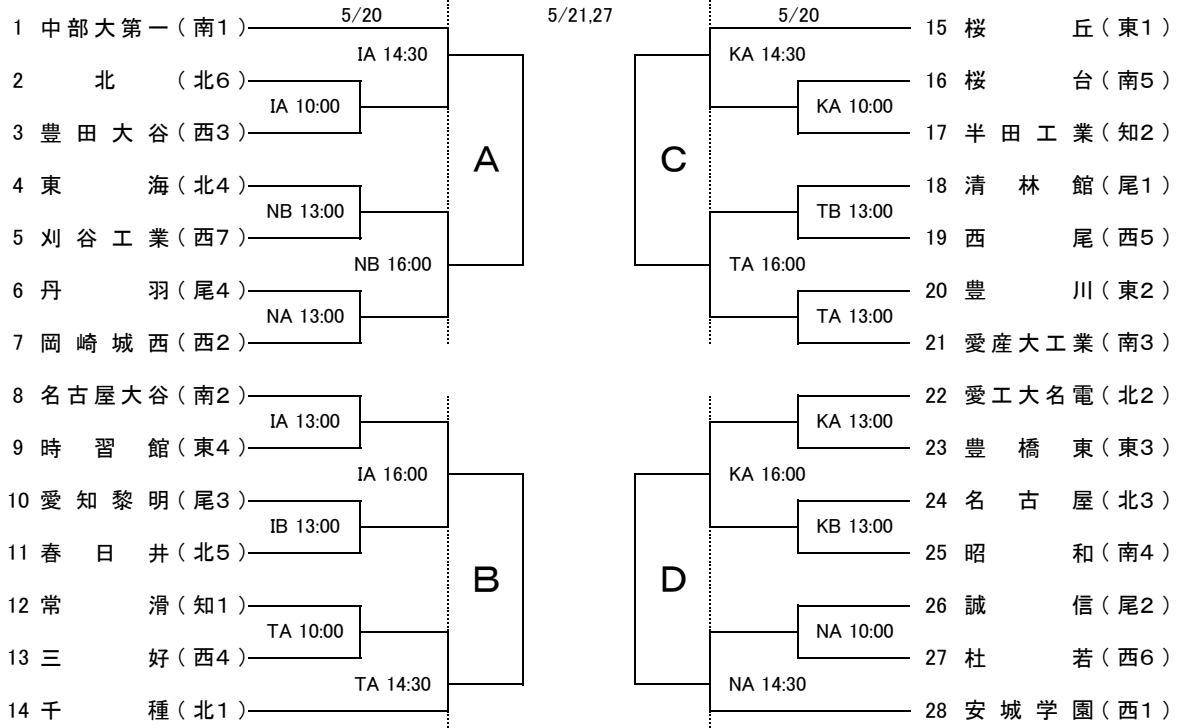 5/20 5/21,27 5/20
1 中部大第一(南1) 15 桜丘(東1)
IA 14:30 KA 14:30
2 北(北6) 16 桜台(南5)
IA 10:00 KA 10:00
3 豊田大谷(西3) 17 半田工業(知2)
A C
4 東海(北4) 18 清林館(尾1)
NB 13:00 TB 13:00
5 刈谷工業(西7) 19 西尾(西5)
NB 16:00 TA 16:00
6 丹羽(尾4) 20 豊川(東2)
NA 13:00 TA 13:00
7 岡崎城西(西2) 21 愛産大工業(南3)
8 名古屋大谷(南2) 22 愛工大名電(北2)
IA 13:00 KA 13:00
9 時習館(東4) 23 豊橋東(東3)
IA 16:00 KA 16:00
10 愛知黎明(尾3) 24 名古屋(北3)
IB 13:00 KB 13:00
11 春日井(北5) 25 昭和(南4)
B D
12 常滑(知1) 26 誠信(尾2)
TA 10:00 NA 10:00
13 三好(西4) 27 杜若(西6)
TA 14:30 NA 14:30
14 千種(北1) 28 安城学園(西1)